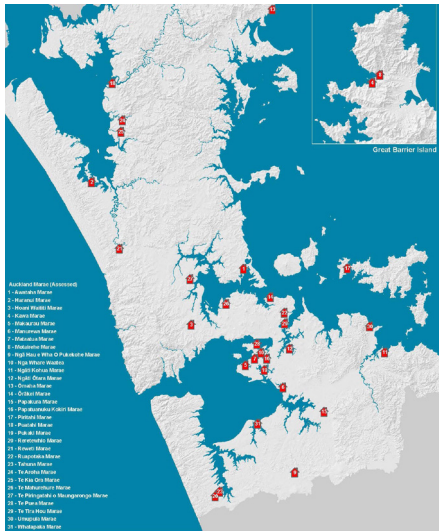 Great Barrier Island
Auckland Marae (Assessed)
1 - Awataha Marae
2 - Haranui Marae
3 - Hoani Waititi Marae
4 - Kawa Marae
5 - Makaurau Marae
6 - Manurewa Marae
7 - Mataatua Marae
8 - Motairehe Marae
9 - Ngā Hau e Wha O Pukekohe Marae
10 - Nga Whare Waatea
11 - Ngāti Kohua Marae
12 - Ngāti Ōtara Marae
13 - Ōmaha Marae
14 - Ōrākei Marae
15 - Papakura Marae
16 - Papatuanuku Kokiri Marae
17 - Piritahi Marae
18 - Puatahi Marae
19 - Pukaki Marae
20 - Reretewhio Marae
21 - Reweti Marae
22 - Ruapotaka Marae
23 - Tahuna Marae
24 - Te Aroha Marae
25 - Te Kia Ora Marae
26 - Te Mahurehure Marae
27 - Te Piringatahi o Maungarongo Marae
28 - Te Puea Marae
29 - Te Tira Hou Marae
30 - Umupuia Marae
31 - Whatapaka Marae